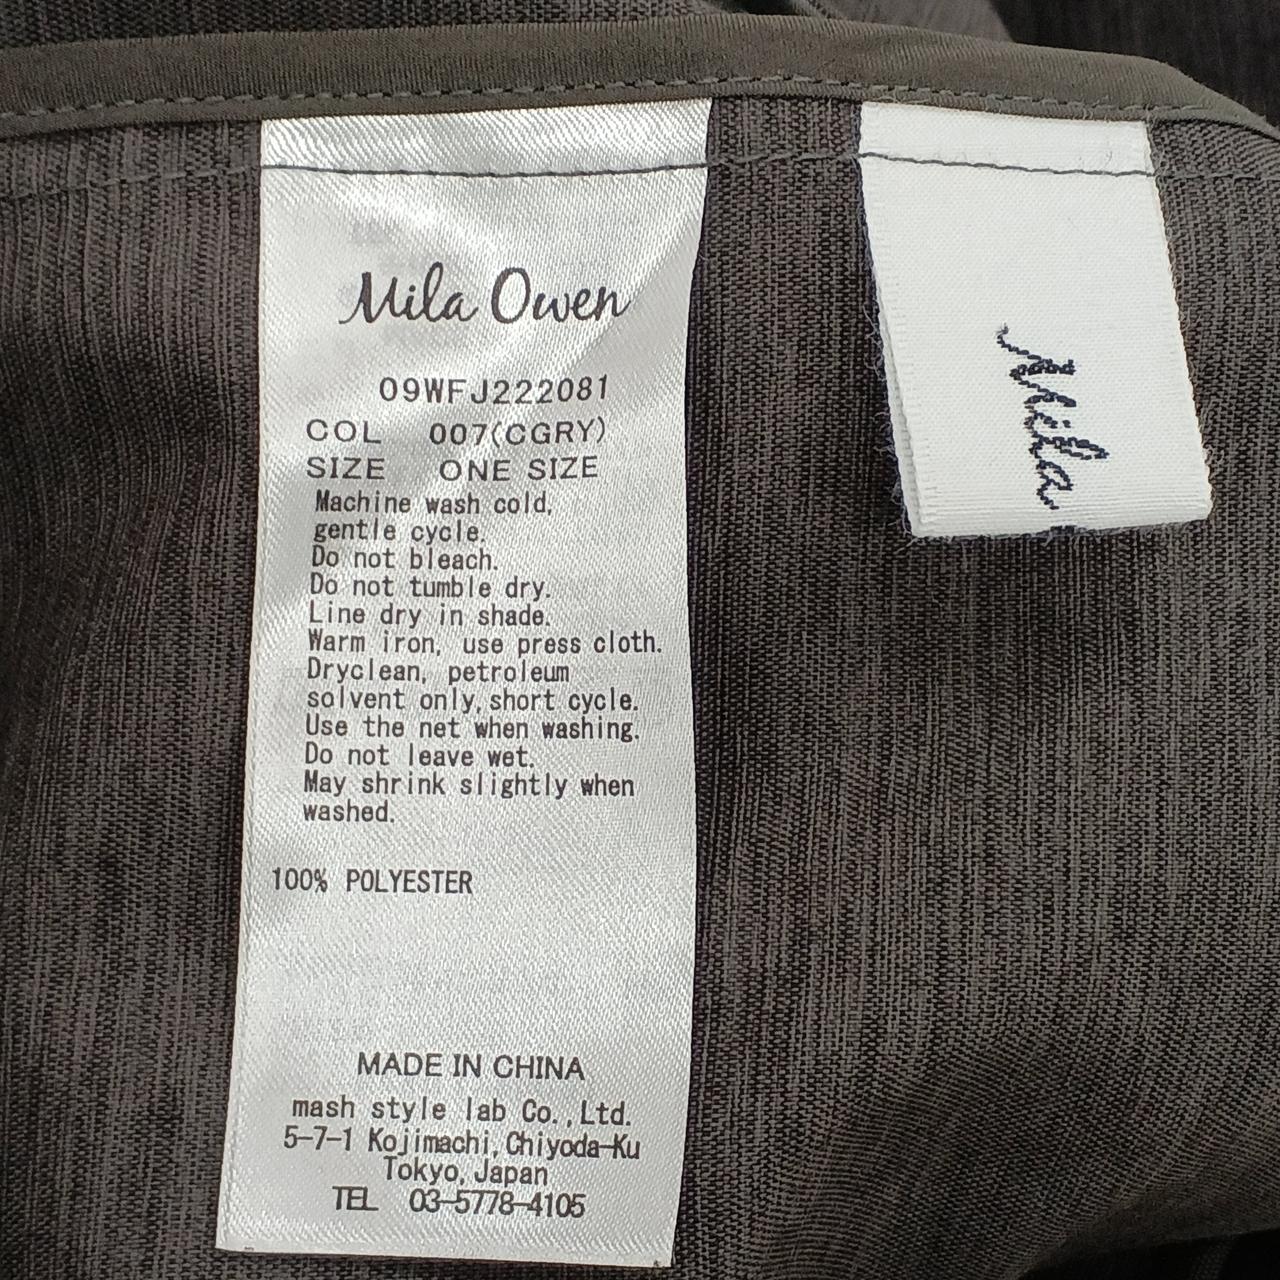 Mila Owen
09WFJ222081
COL 007(CGRY)
SIZE ONE SIZE
Machine wash cold,
gentle cycle.
Do not bleach.
Do not tumble dry.
Line dry in shade.
Warm iron, use press cloth.
Dryclean, petroleum
solvent only, short cycle.
Use the net when washing.
Do not leave wet.
May shrink slightly when
washed.
100% POLYESTER
MADE IN CHINA
mash style lab Co.,Ltd.
5-7-1 Kojimachi, Chiyoda-Ku
Tokyo, Japan
TEL 03-5778-4105
Mila